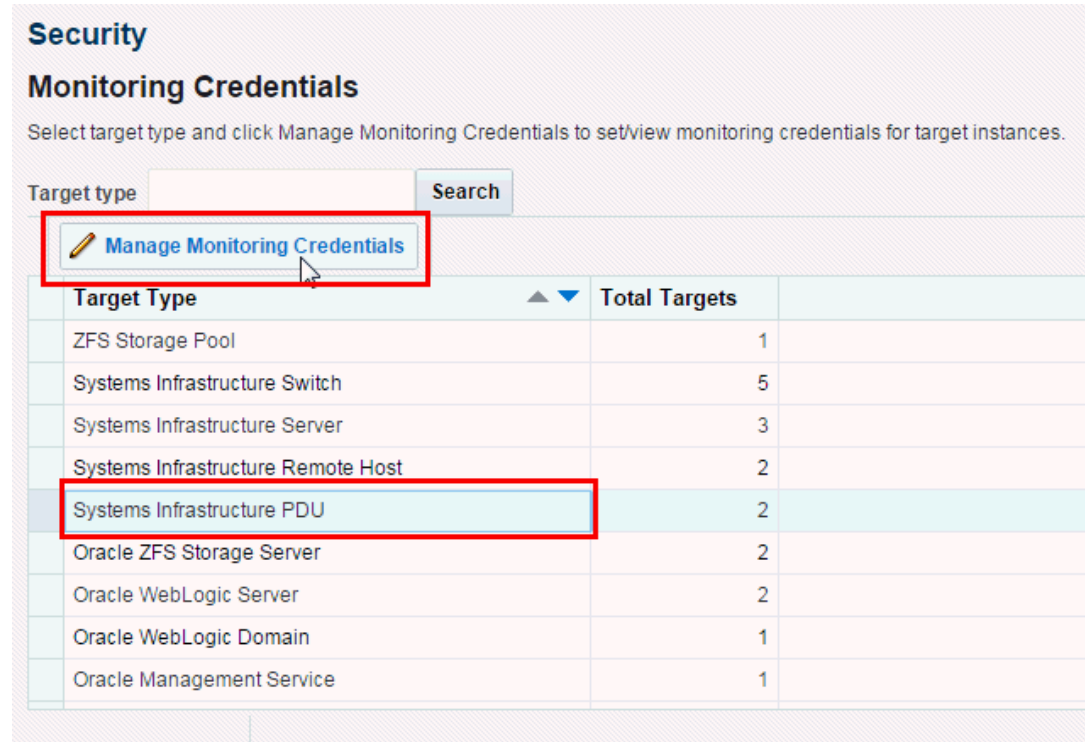 Security
Monitoring Credentials
Select target type and click Manage Monitoring Credentials to set/view monitoring credentials for target instances.
Target type Search
Manage Monitoring Credentials
Target Type Total Targets
ZFS Storage Pool 1
Systems Infrastructure Switch 5
Systems Infrastructure Server 3
Systems Infrastructure Remote Host 2
Systems Infrastructure PDU 2
Oracle ZFS Storage Server 2
Oracle WebLogic Server 2
Oracle WebLogic Domain 1
Oracle Management Service 1